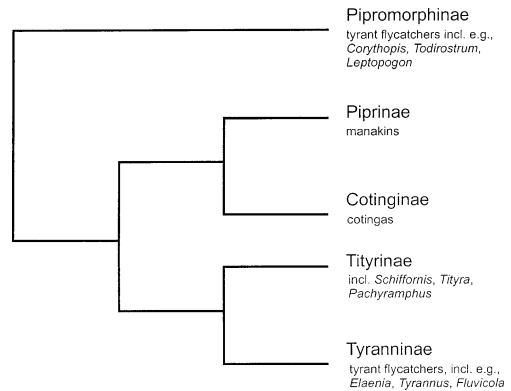 Pipromorphinae
tyrant flycatchers incl. e.g.,
Corythopis, Todirostrum,
Leptopogon
Piprinae
manakins
Cotinginae
cotingas
Tityrinae
incl. Schiffornis, Tityra,
Pachyramphus
Tyranninae
tyrant flycatchers, incl. e.g.,
Elaenia, Tyrannus, Fluvicola